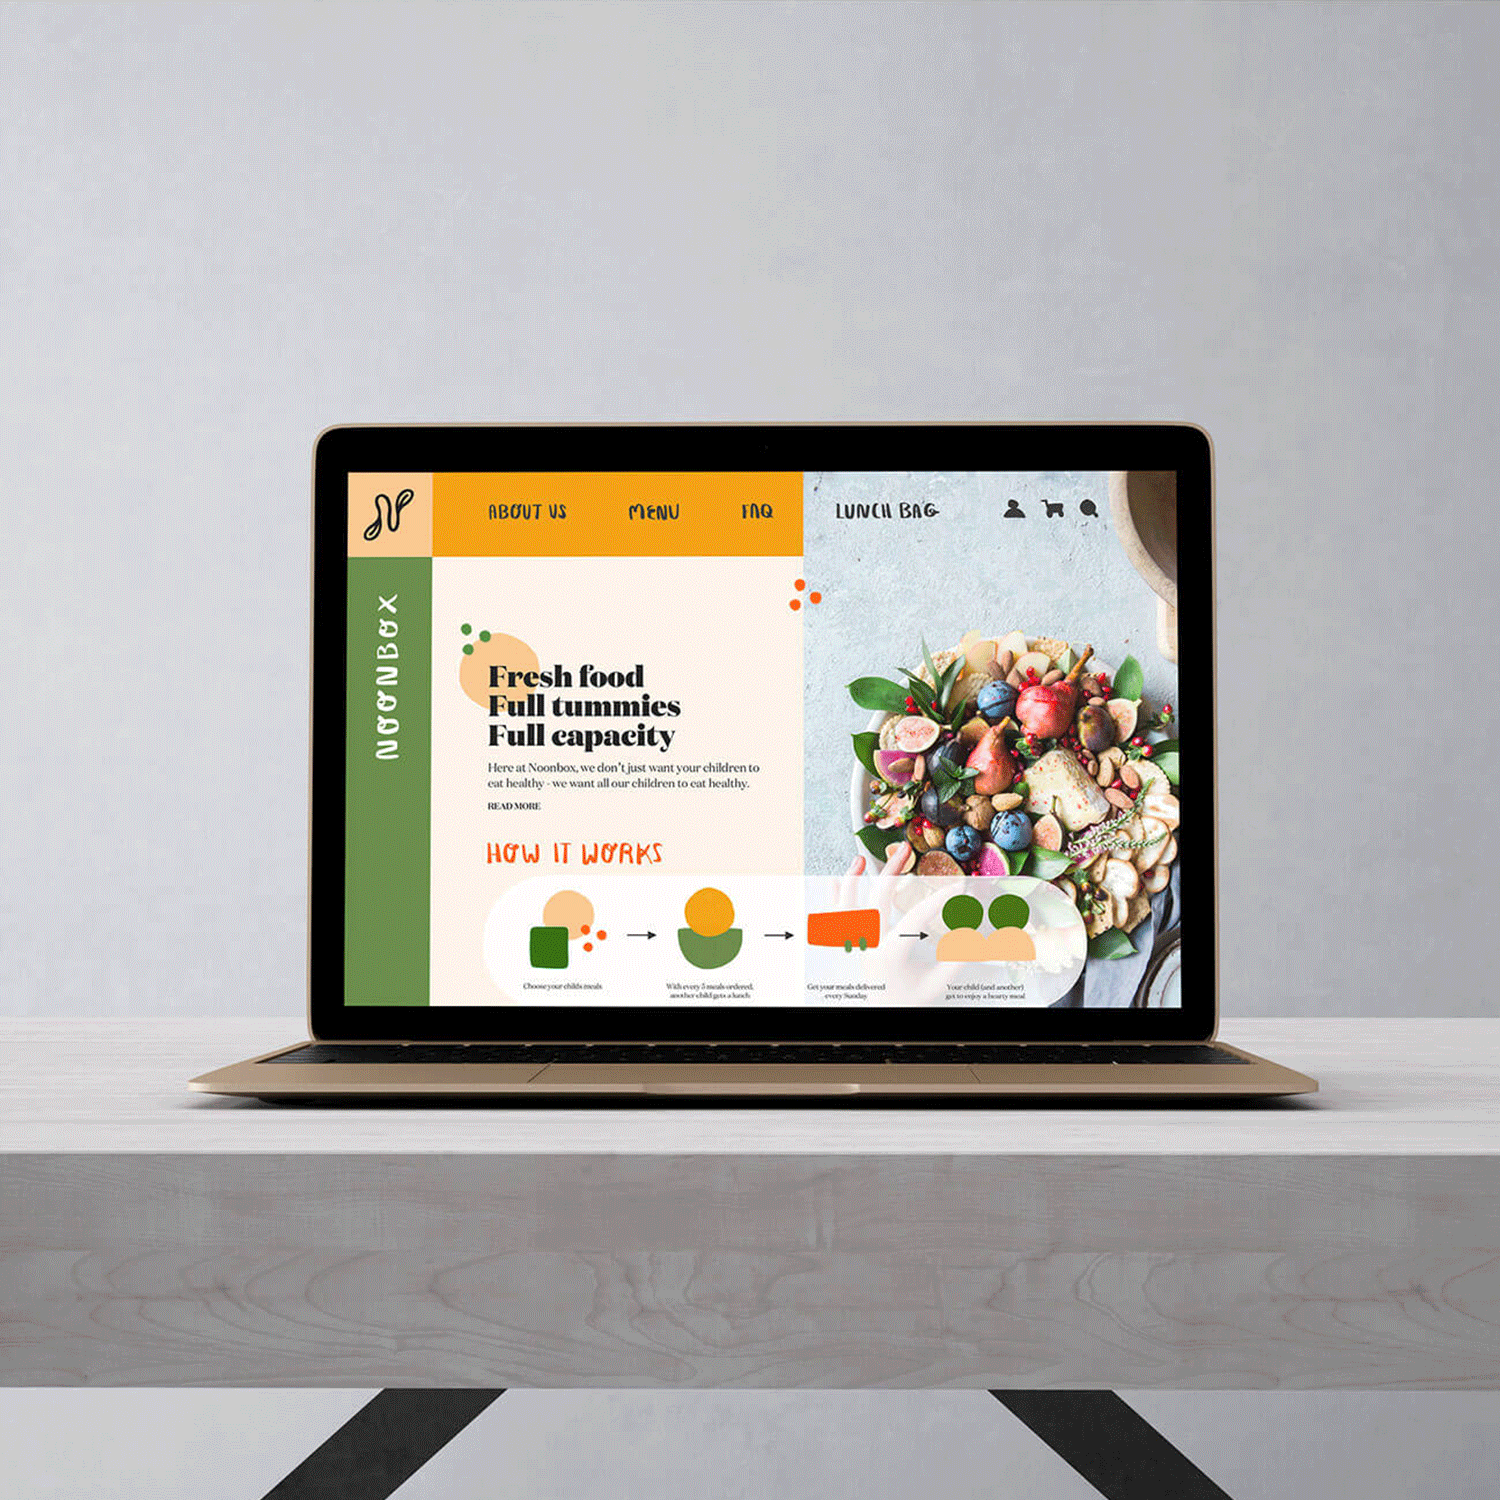 N
ABOUT US
MENU
FAQ
LUNCH BAG
NOONBOX
Fresh food
Full tummies
Full capacity
Here at Noonbox, we don't just want your children to
eat healthy - we want all our children to eat healthy.
READ MORE
HOW IT WORKS
Choose your childs meals
With every 5 meals ordered,
another child gets a lunch
Get your meals delivered
every Sunday
Your child (and another)
get to enjoy a hearty meal